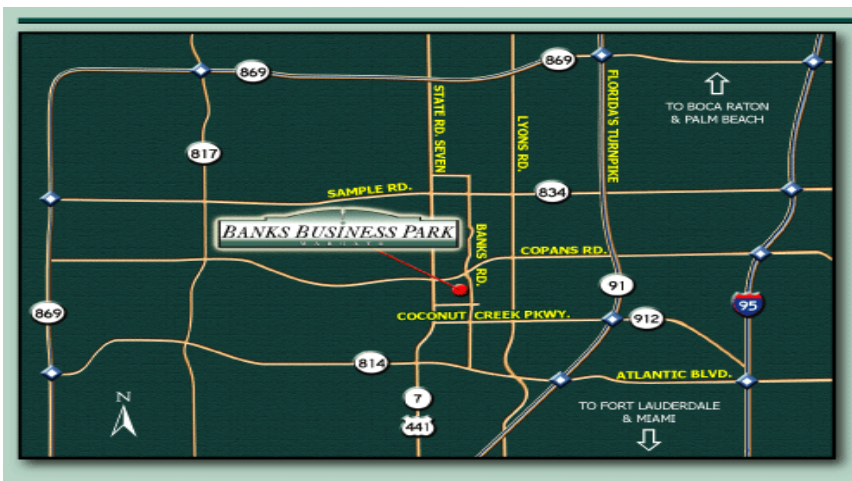 869
869
TO BOCA RATON
& PALM BEACH
STATE RD. SEVEN
LYONS RD.
FLORIDA'S TURNPIKE
817
SAMPLE RD.
834
BANKS BUSINESS PARK
MARGATE
BANKS RD.
COPANS RD.
91
95
869
COCONUT CREEK PKWY.
912
814
ATLANTIC BLVD.
N
7
441
TO FORT LAUDERDALE
& MIAMI